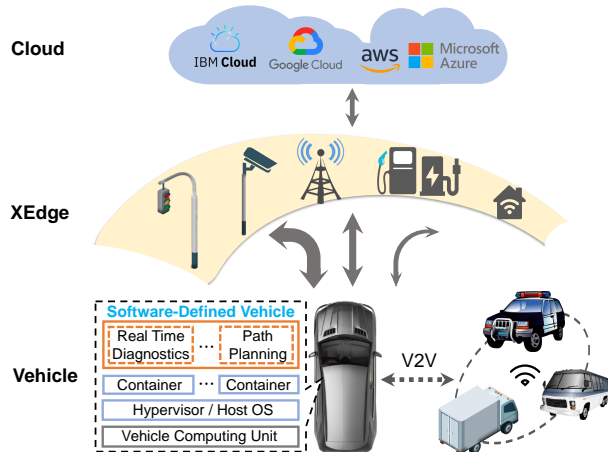 Cloud
IBM Cloud
Google Cloud
aws
Microsoft
Azure
XEdge
Software-Defined Vehicle
Real Time
Diagnostics
...
Path
Planning
Container ... Container
Hypervisor / Host OS
Vehicle Computing Unit
Vehicle
V2V